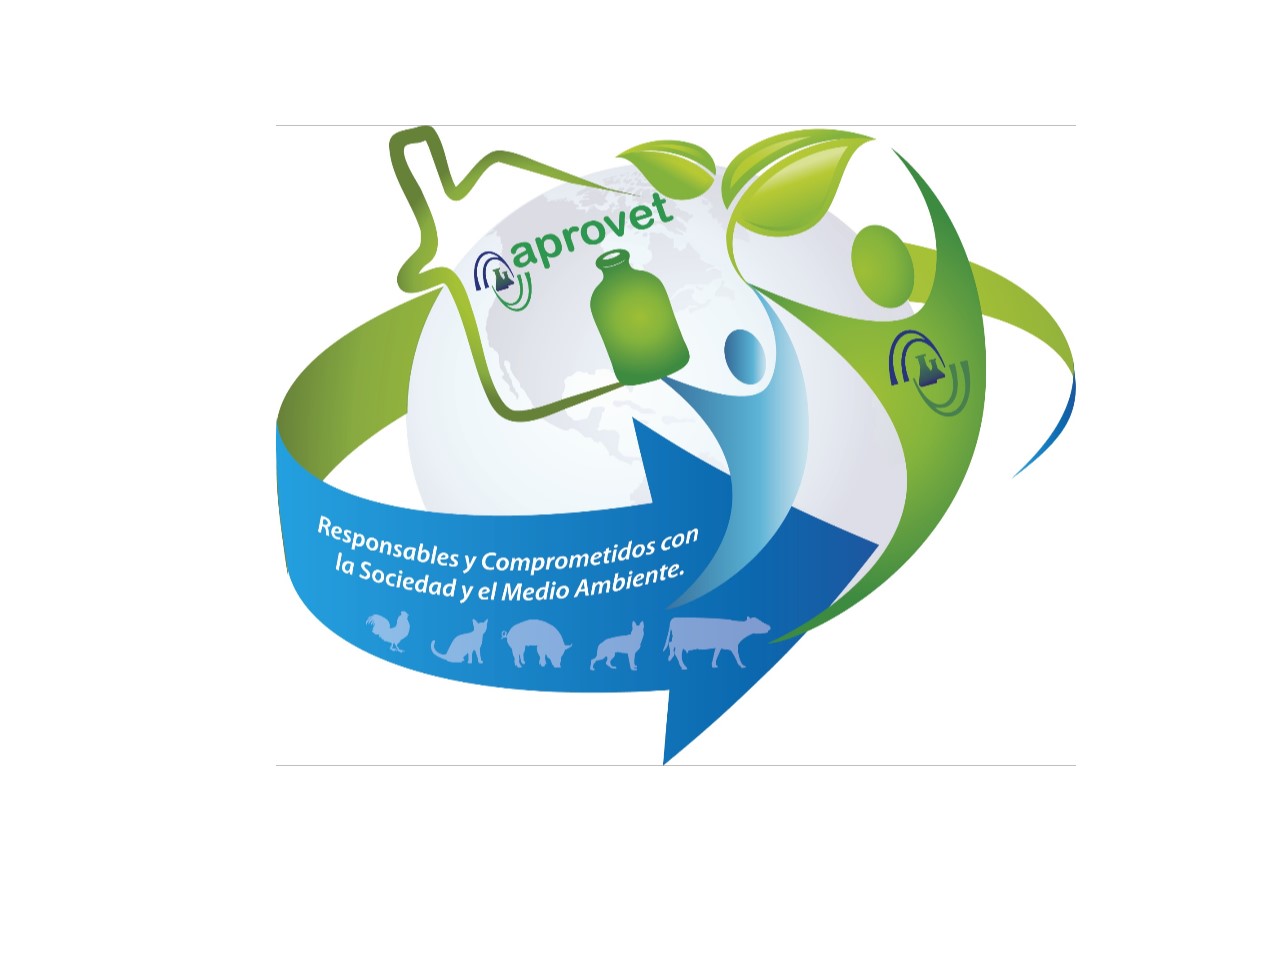 aprovet
Responsables y Comprometidos con
la Sociedad y el Medio Ambiente.